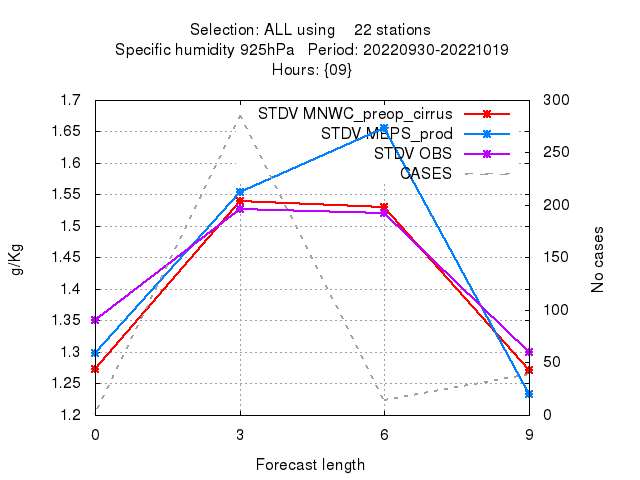 Selection: ALL using    22 stations
Specific humidity 925hPa   Period: 20220930-20221019
Hours: {09}
1.7
1.65
1.6
1.55
1.5
1.45
1.4
1.35
1.3
1.25
1.2
300
250
200
150
100
50
0
STDV MNWC_preop_cirrus
STDV MEPS_prod
STDV OBS
CASES
g/Kg
No cases
0 3 6 9
Forecast length